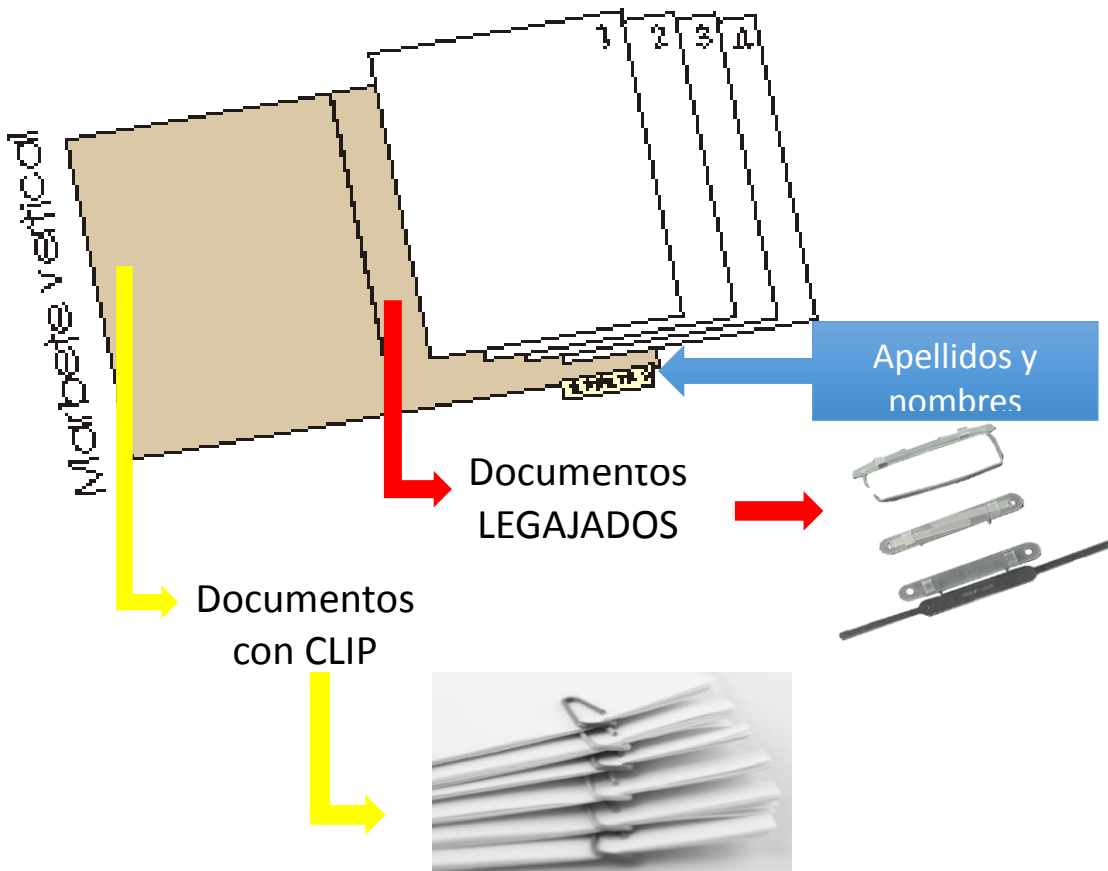 1 2 3 4
Marbete vertical
Apellidos y
nombres
Documentos
LEGAJADOS
Documentos
con CLIP